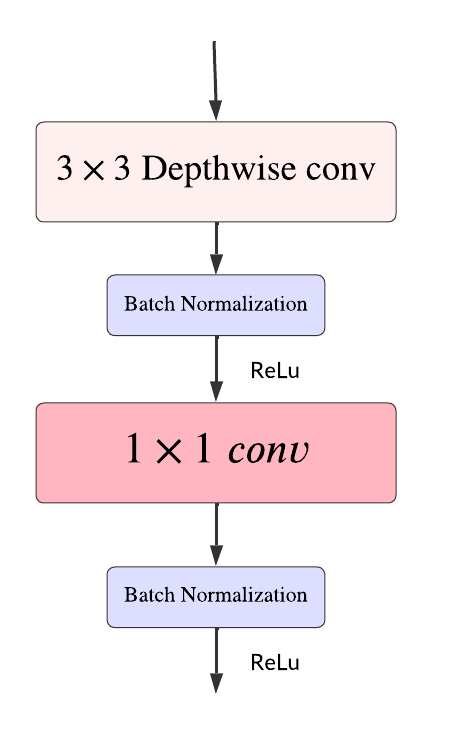 3 × 3 Depthwise conv
Batch Normalization
ReLu
1 × 1 conv
Batch Normalization
ReLu